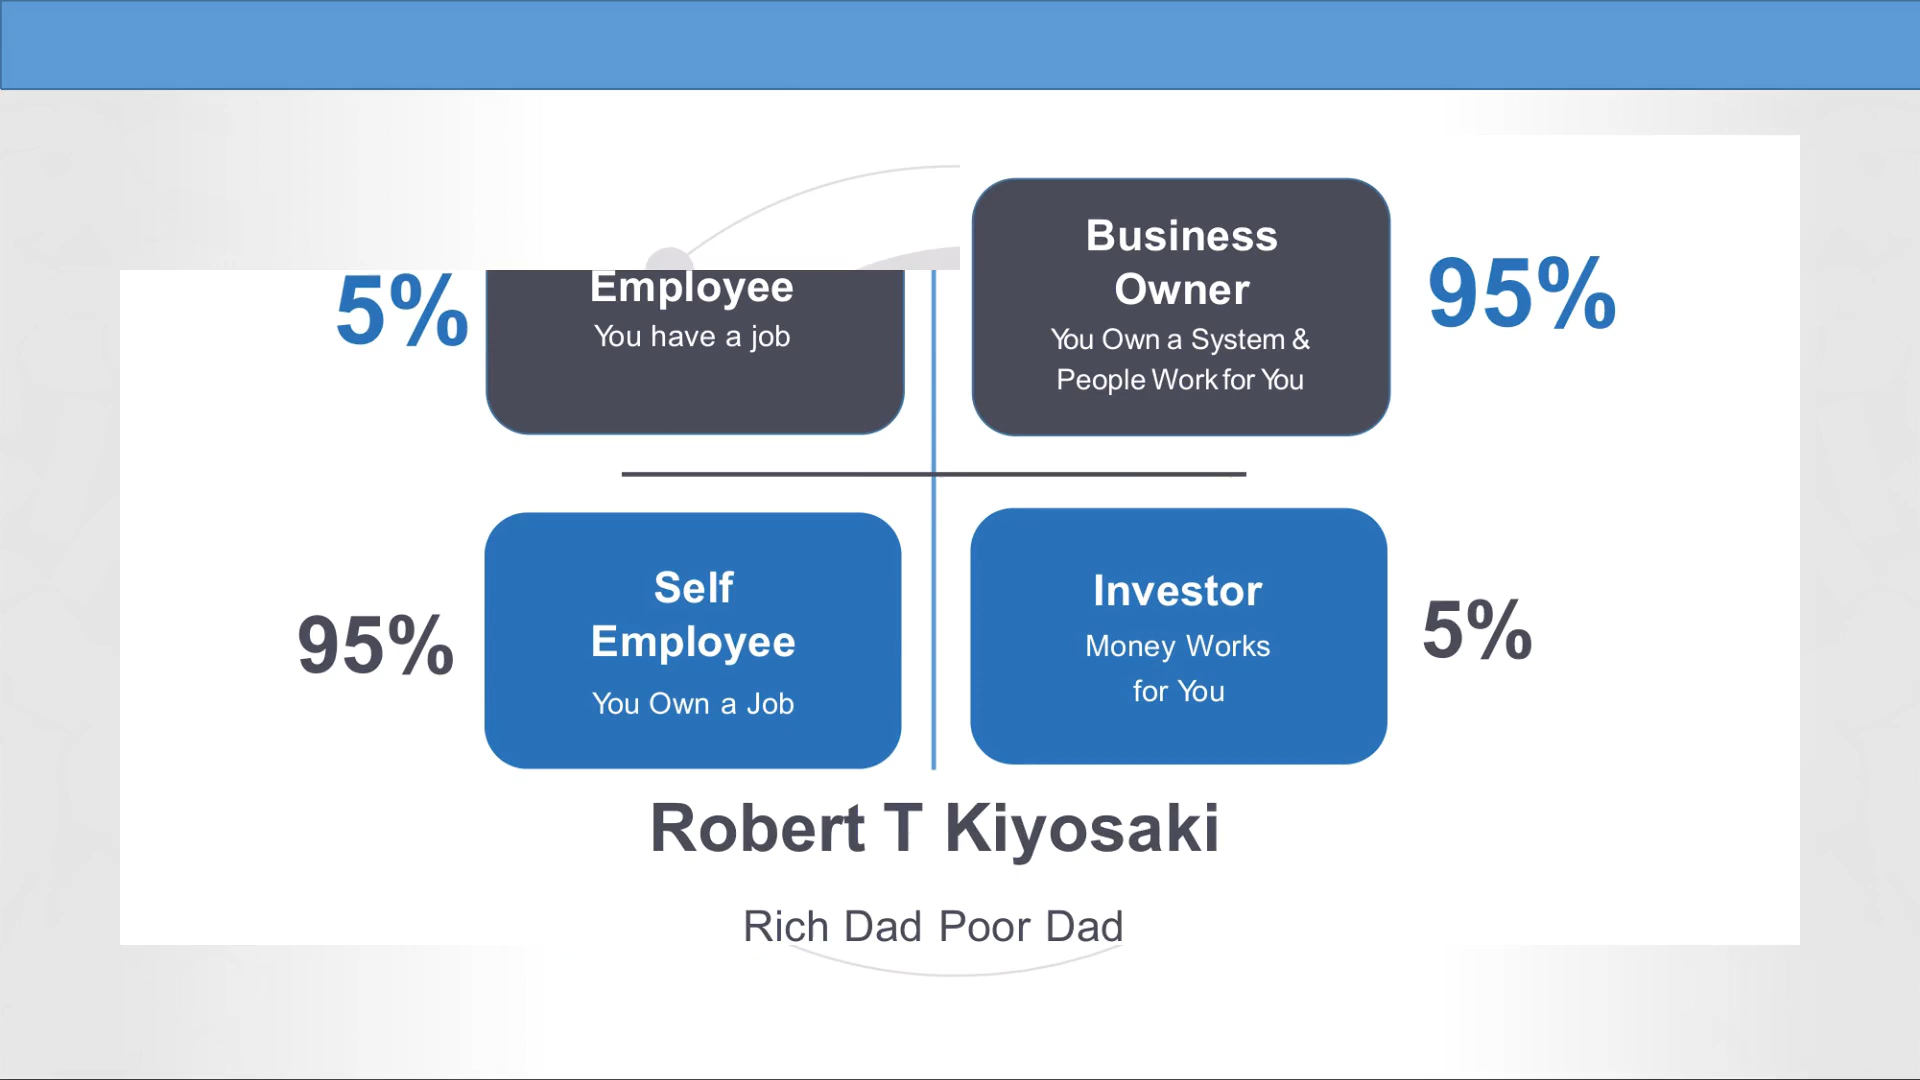 5%
Employee
You have a job
Business
Owner
You Own a System &
People Work for You
95%
95%
Self
Employee
You Own a Job
Investor
Money Works
for You
5%
Robert T Kiyosaki
Rich Dad Poor Dad